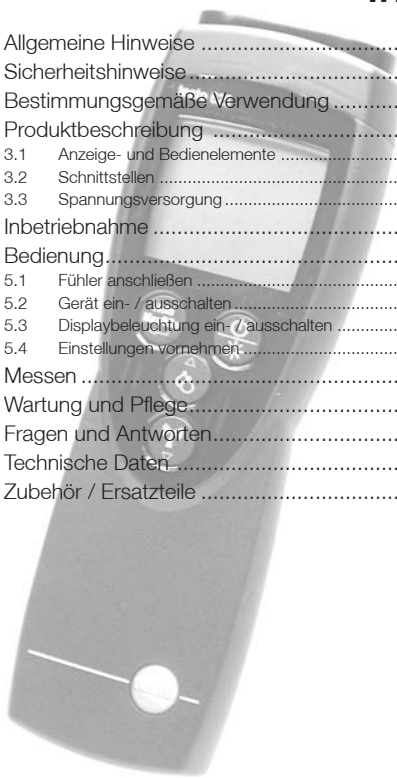 Allgemeine Hinweise ..............................
Sicherheitshinweise ................................
Bestimmungsgemäße Verwendung ..........
Produktbeschreibung ............................
3.1 Anzeige- und Bedienelemente ......................
3.2 Schnittstellen ............................................
3.3 Spannungsversorgung ................................
Inbetriebnahme .....................................
Bedienung .............................................
5.1 Fühler anschließen ....................................
5.2 Gerät ein- / ausschalten .............................
5.3 Displaybeleuchtung ein- / ausschalten ...........
5.4 Einstellungen vornehmen ............................
Messen .................................................
Wartung und Pflege ................................
Fragen und Antworten .............................
Technische Daten ...................................
Zubehör / Ersatzteile ..............................